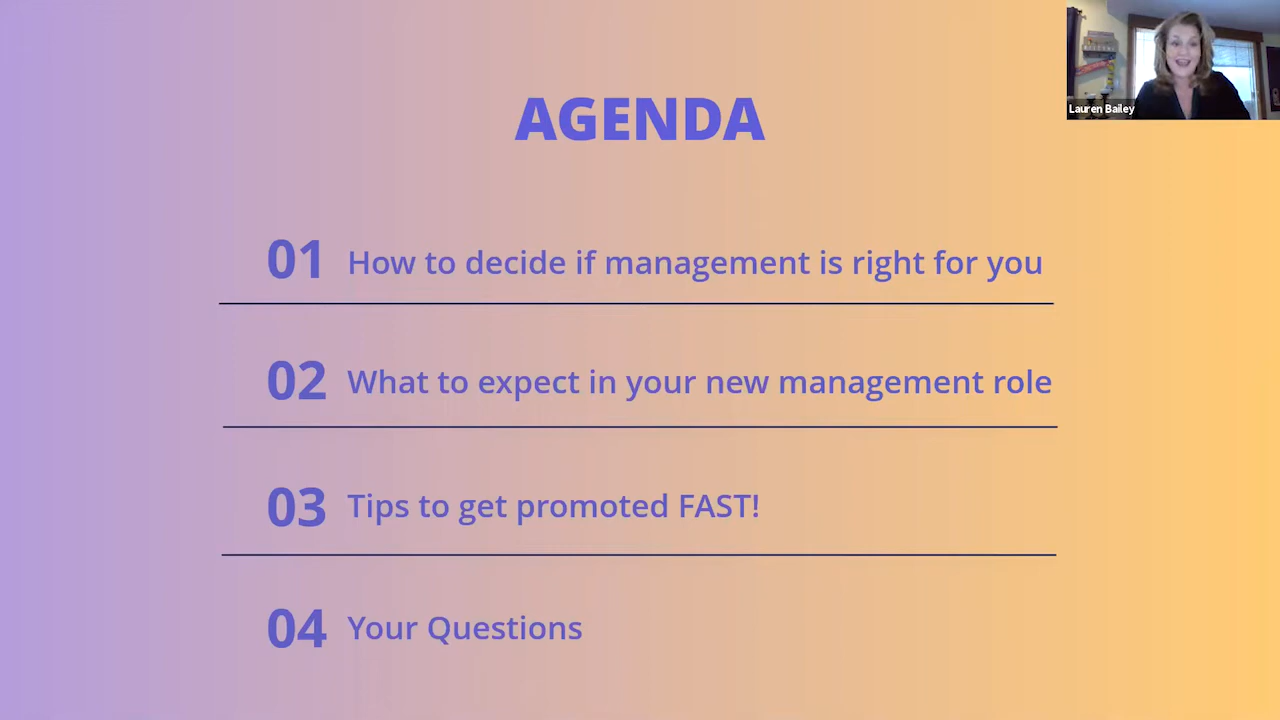 AGENDA
Lauren Bailey
01 How to decide if management is right for you
02 What to expect in your new management role
03 Tips to get promoted FAST!
04 Your Questions